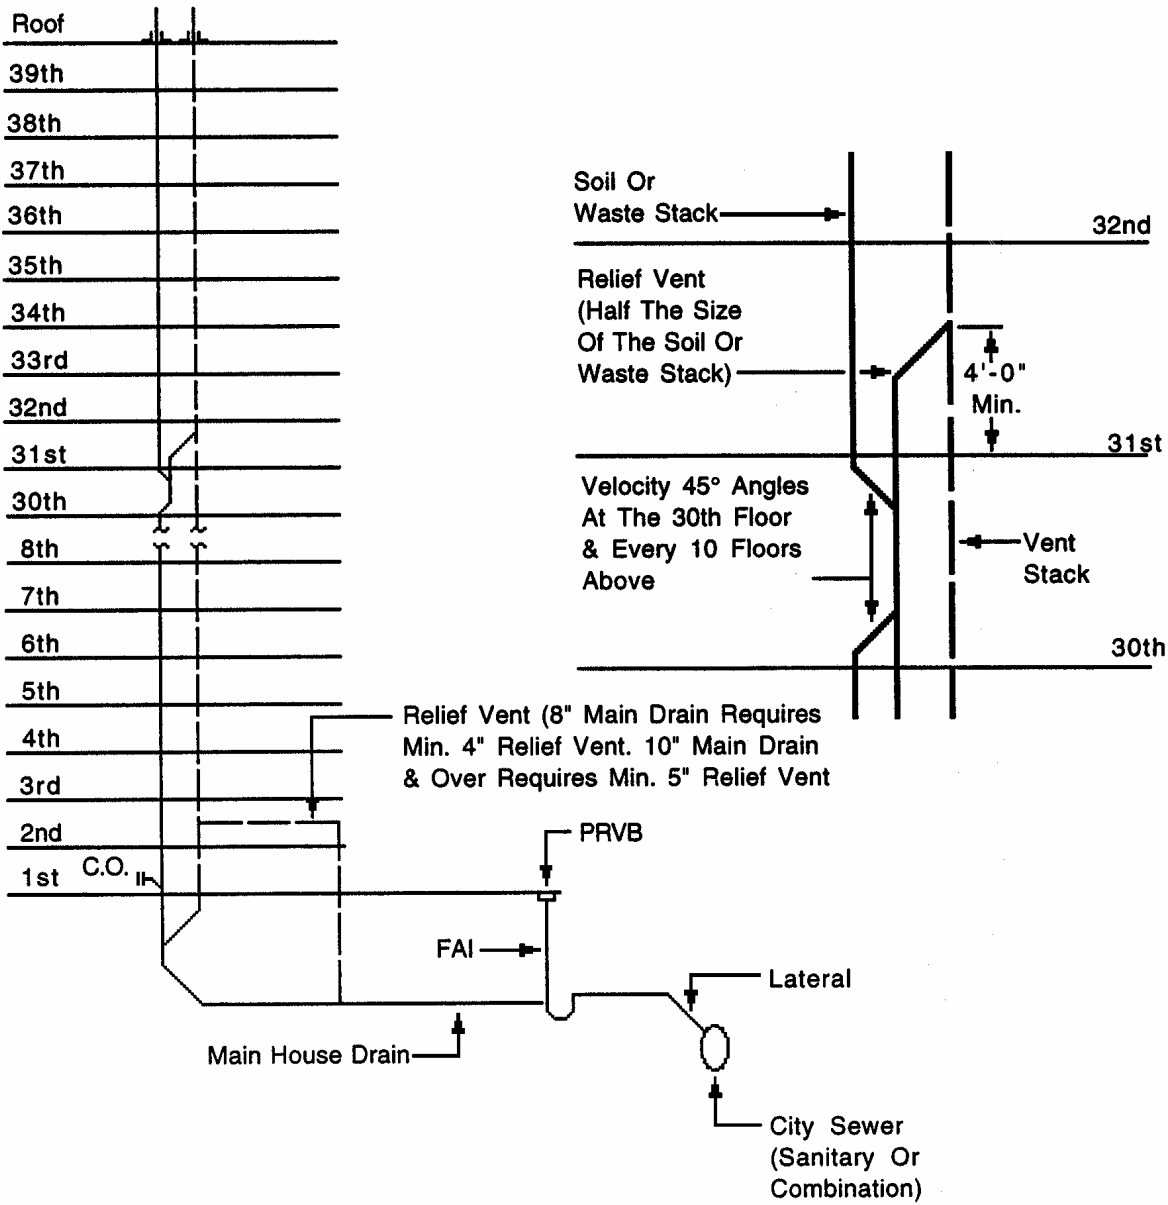 Roof
39th
38th
37th
36th
35th
34th
33rd
32nd
31st
30th
8th
7th
6th
5th
4th
3rd
2nd
1st
C.O.
Soil Or
Waste Stack
32nd
Relief Vent
(Half The Size
Of The Soil Or
Waste Stack)
4'-0"
Min.
31st
Velocity 45° Angles
At The 30th Floor
& Every 10 Floors
Above
Vent
Stack
30th
Relief Vent (8" Main Drain Requires
Min. 4" Relief Vent. 10" Main Drain
& Over Requires Min. 5" Relief Vent
PRVB
FAI
Lateral
Main House Drain
City Sewer
(Sanitary Or
Combination)